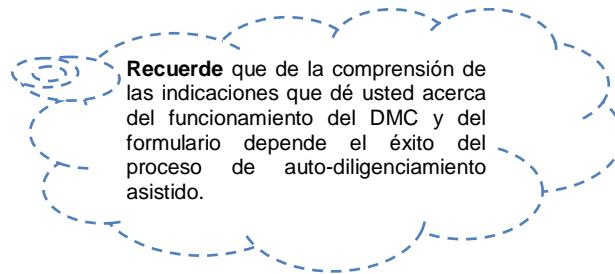 Recuerde que de la comprensión de
las indicaciones que dé usted acerca
del funcionamiento del DMC y del
formulario depende el éxito del
proceso de auto-diligenciamiento
asistido.